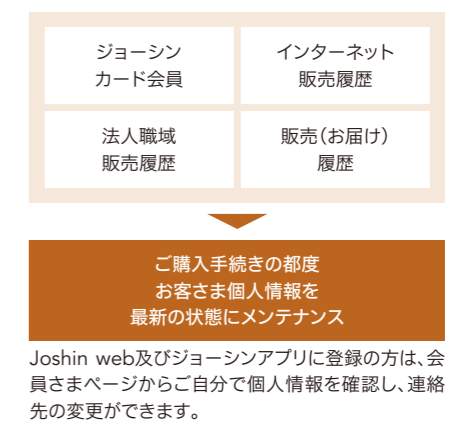 ジョーシン
カード会員
インターネット
販売履歴
法人職域
販売履歴
販売(お届け)
履歴
ご購入手続きの都度
お客さま個人情報を
最新の状態にメンテナンス
Joshin web及びジョーシンアプリに登録の方は、会
員さまページからご自分で個人情報を確認し、連絡
先の変更ができます。